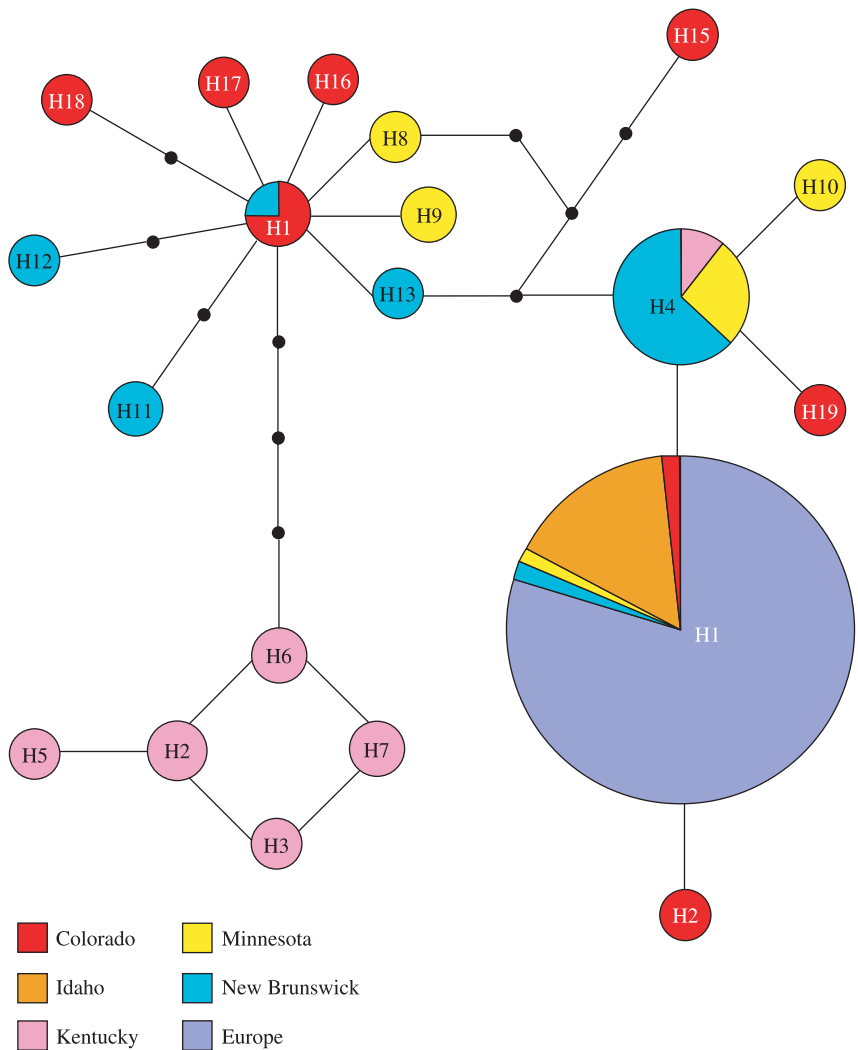 H15
H16
H17
H18
H8
H10
H9
H1
H12
H13
H4
H11
H19
H1
H6
H2
H7
H5
H3
H2
Colorado
Minnesota
Idaho
New Brunswick
Kentucky
Europe